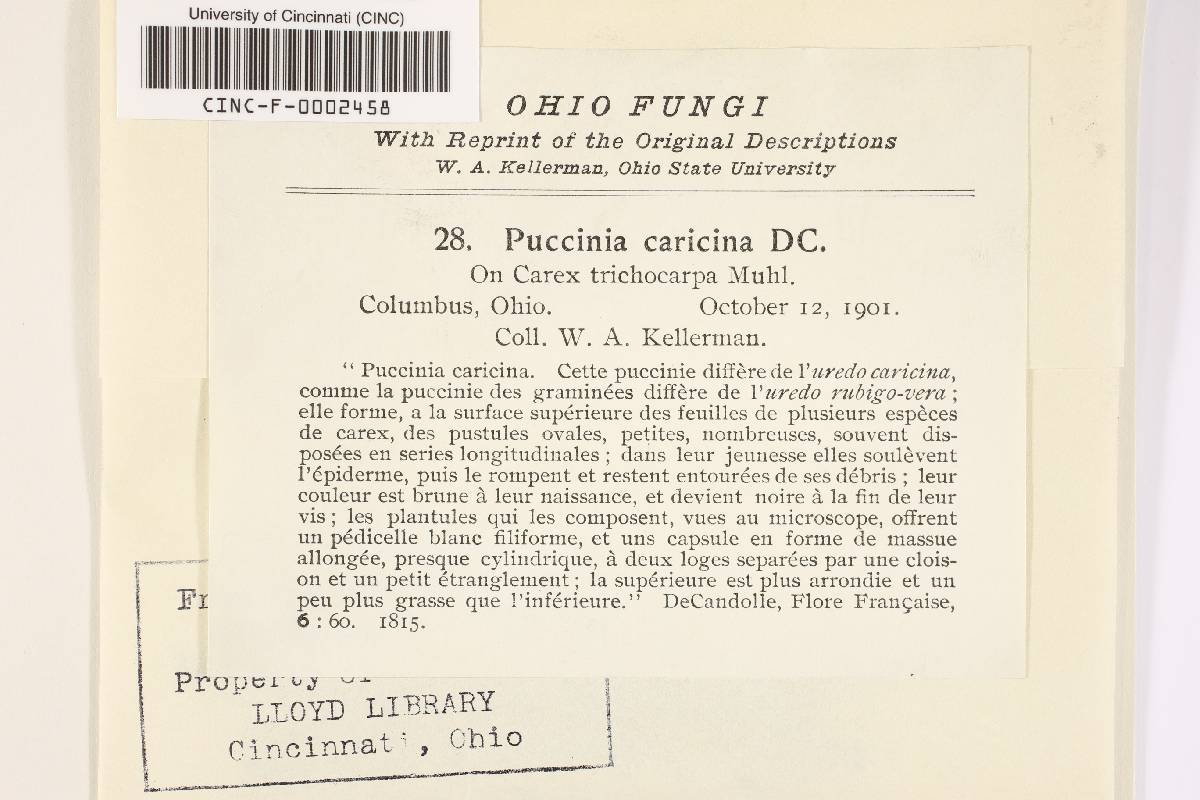 University of Cincinnati (CINC)
CINC-F-0002458
OHIO FUNGI
With Reprint of the Original Descriptions
W. A. Kellerman, Ohio State University
28. Puccinia caricina DC.
On Carex trichocarpa Muhl.
Columbus, Ohio. October 12, 1901.
Coll. W. A. Kellerman.
“ Puccinia caricina. Cette puccinie diffère de l'uredo caricina,
comme la puccinie des graminées diffère de l'uredo rubigo-vera ;
elle forme, a la surface supérieure des feuilles de plusieurs espèces
de carex, des pustules ovales, petites, nombreuses, souvent dis-
posées en series longitudinales ; dans leur jeunesse elles soulèvent
l'épiderme, puis le rompent et restent entourées de ses débris ; leur
couleur est brune à leur naissance, et devient noire à la fin de leur
vis ; les plantules qui les composent, vues au microscope, offrent
un pédicelle blanc filiforme, et uns capsule en forme de massue
allongée, presque cylindrique, à deux loges separées par une clois-
on et un petit étranglement ; la supérieure est plus arrondie et un
peu plus grasse que l'inférieure.” DeCandolle, Flore Française,
6 : 60. 1815.
Property of
LLOYD LIBRARY
Cincinnati, Ohio